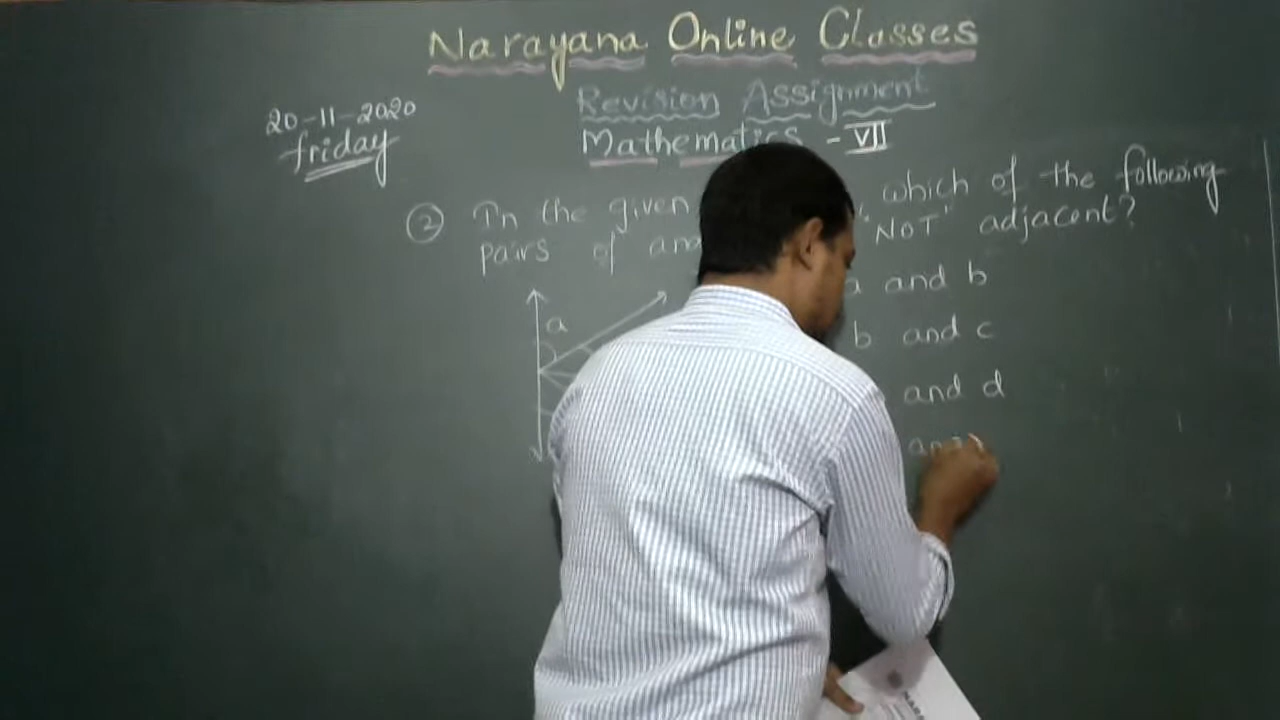 Narayana Online Classes
Revision Assignment
20-11-2020
friday
Mathematics - VII
② In the given which of the following
pairs of 'NOT' adjacent?
a and b
a
b and c
and d